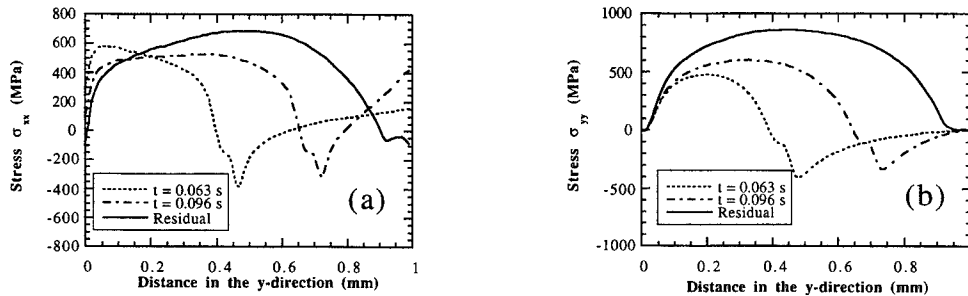 800
600
400
200
0
-200
-400
-600
-800
Stress σxx (MPa)
t = 0.063 s
t = 0.096 s
Residual
(a)
0 0.2 0.4 0.6 0.8 1
Distance in the y-direction (mm)
1000
500
0
-500
-1000
Stress σyy (MPa)
t = 0.063 s
t = 0.096 s
Residual
(b)
0 0.2 0.4 0.6 0.8
Distance in the y-direction (mm)